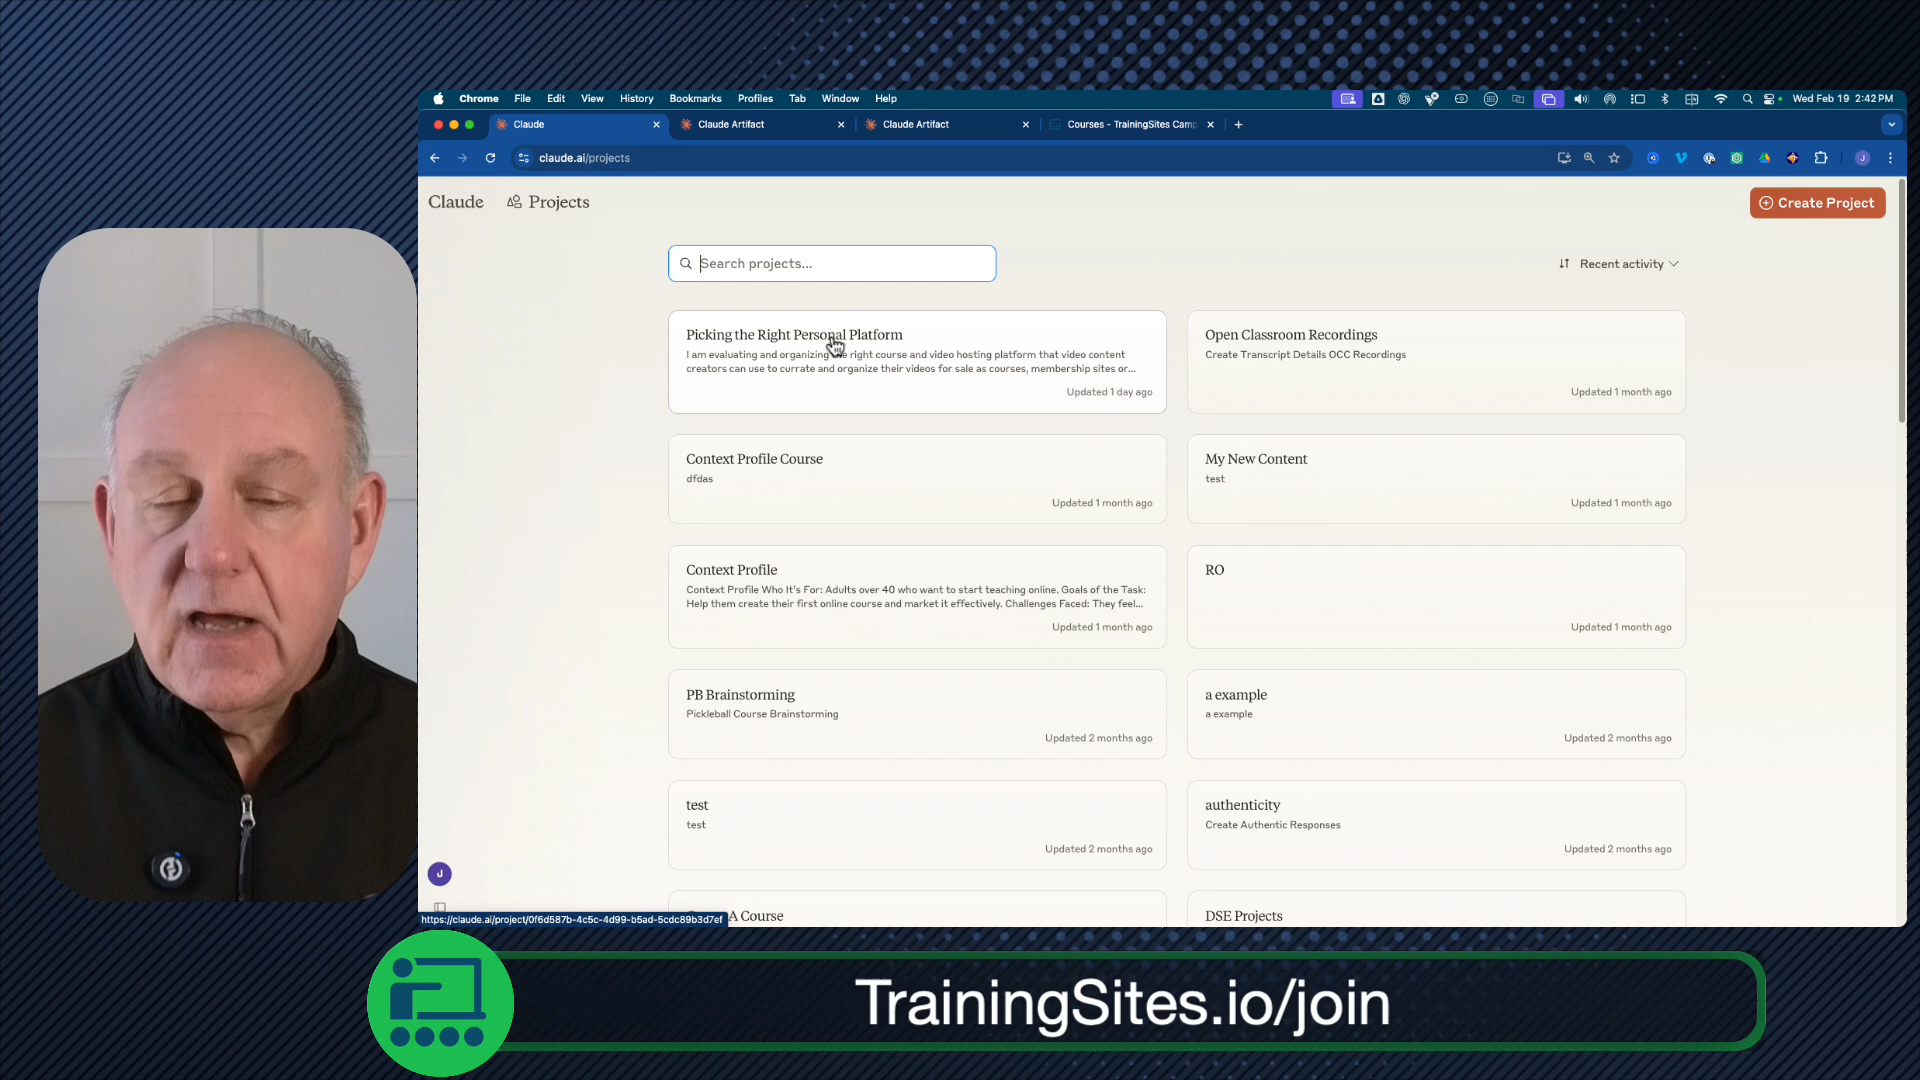 Chrome File Edit View History Bookmarks Profiles Tab Window Help
Wed Feb 19 2:42 PM
Claude
Claude Artifact
Claude Artifact
Courses - TrainingSites Camp
claude.ai/projects
J
Claude
Projects
Create Project
Search projects...
Recent activity
Picking the Right Personal Platform
I am evaluating and organizing right course and video hosting platform that video content
creators can use to currate and organize their videos for sale as courses, membership sites or...
Updated 1 day ago
Open Classroom Recordings
Create Transcript Details OCC Recordings
Updated 1 month ago
Context Profile Course
dfdas
Updated 1 month ago
My New Content
test
Updated 1 month ago
Context Profile
Context Profile Who It's For: Adults over 40 who want to start teaching online. Goals of the Task:
Help them create their first online course and market it effectively. Challenges Faced: They feel...
Updated 1 month ago
RO
Updated 1 month ago
PB Brainstorming
Pickleball Course Brainstorming
Updated 2 months ago
a example
a example
Updated 2 months ago
test
test
Updated 2 months ago
authenticity
Create Authentic Responses
Updated 2 months ago
J
A Course
DSE Projects
https://claude.ai/project/0f6d587b-4c5c-4d99-b5ad-5cdc89b3d7ef
TrainingSites.io/join